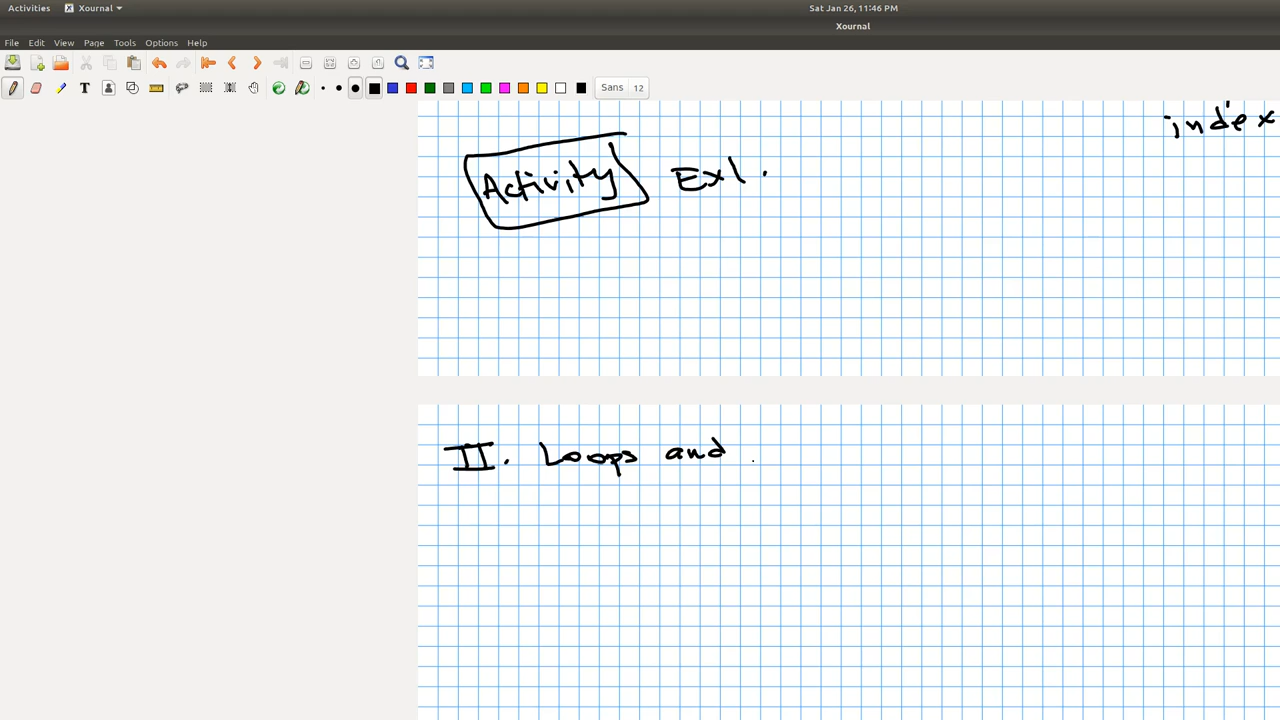 Activities Xournal Sat Jan 26, 11:46 PM
Xournal
File Edit View Page Tools Options Help
T Sans 12
index
Activity Ex1.
II. Loops and